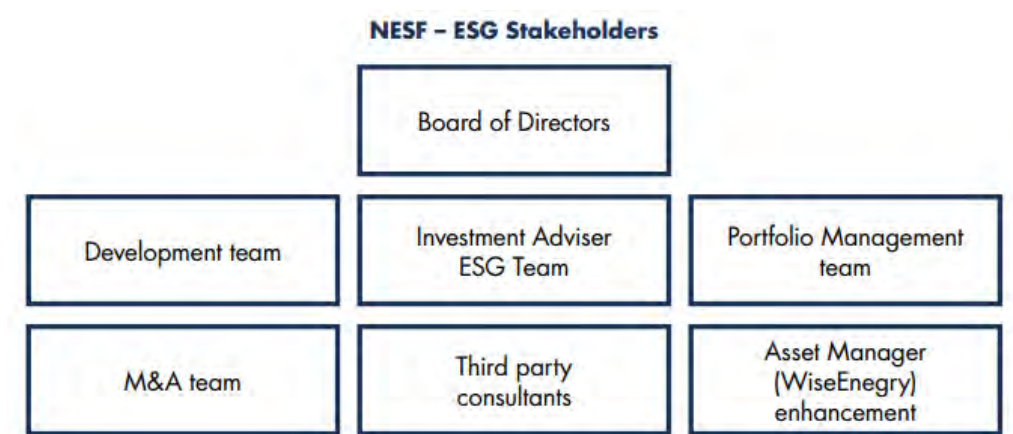 NESF – ESG Stakeholders
Board of Directors
Development team
Investment Adviser
ESG Team
Portfolio Management
team
M&A team
Third party
consultants
Asset Manager
(WiseEnegry)
enhancement